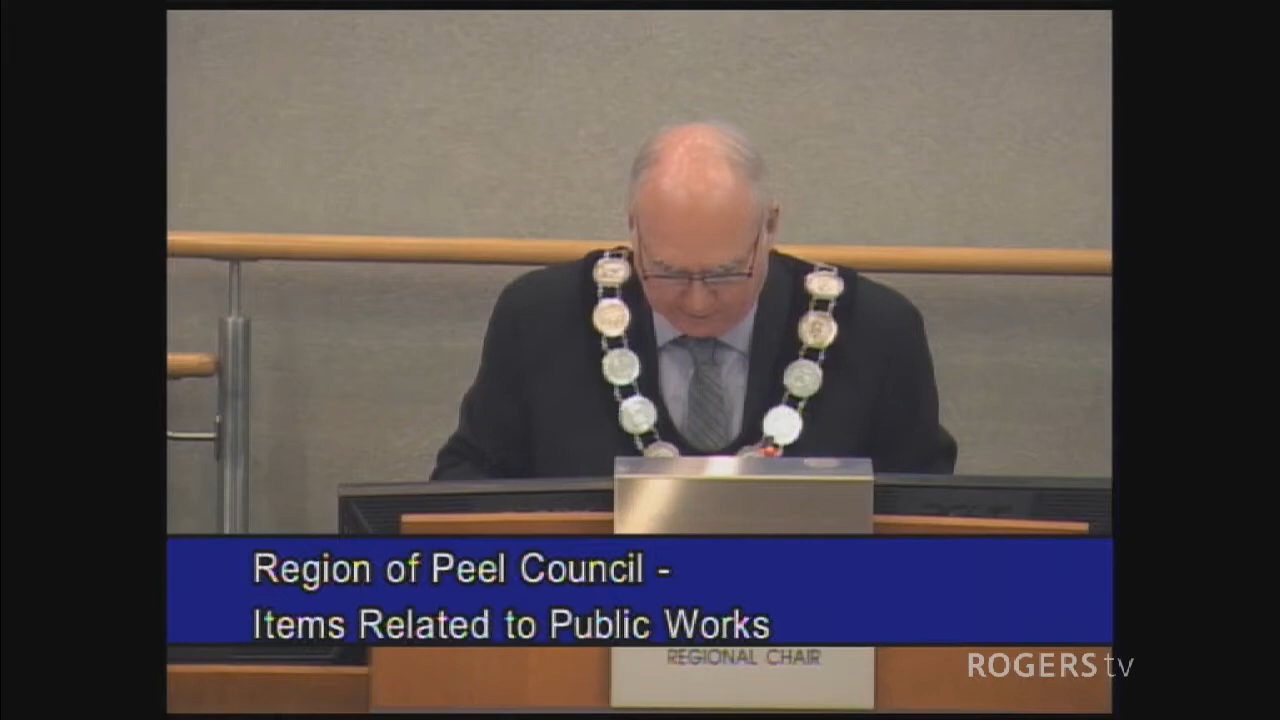 Region of Peel Council -
Items Related to Public Works
REGIONAL CHAIR
ROGERS tv